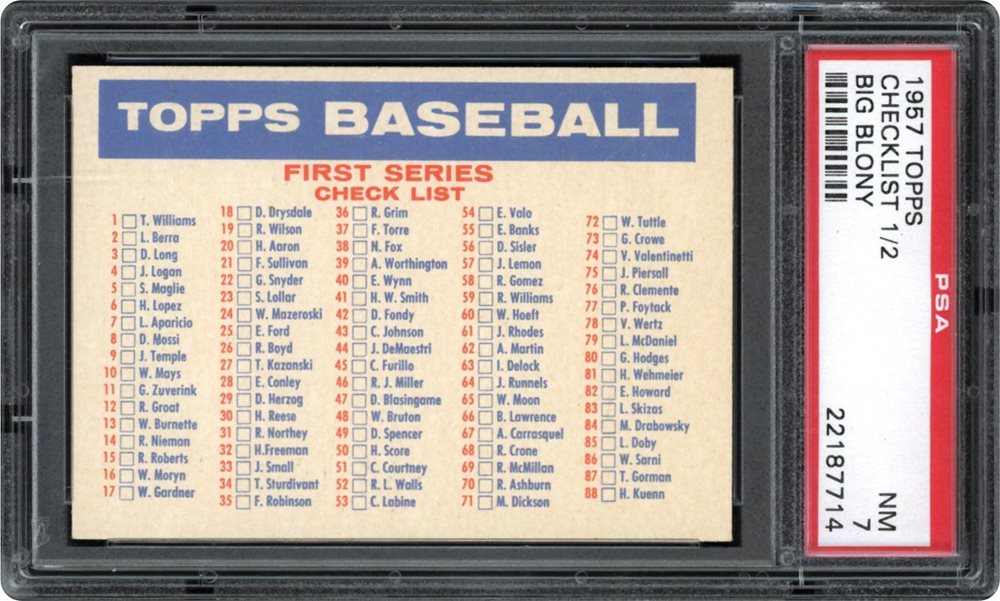 TOPPS BASEBALL
FIRST SERIES
CHECK LIST
1 T. Williams
2 L. Berra
3 D. Long
4 J. Logan
5 S. Maglie
6 H. Lopez
7 L. Aparicio
8 D. Mossi
9 J. Temple
10 W. Mays
11 G. Zuverink
12 R. Groat
13 W. Burnette
14 R. Nieman
15 R. Roberts
16 W. Moryn
17 W. Gardner
18 D. Drysdale
19 R. Wilson
20 H. Aaron
21 F. Sullivan
22 G. Snyder
23 S. Lollar
24 W. Mazeroski
25 E. Ford
26 R. Boyd
27 T. Kazanski
28 E. Conley
29 D. Herzog
30 H. Reese
31 R. Northey
32 H.Freeman
33 J. Small
34 T. Sturdivant
35 F. Robinson
36 R. Grim
37 F. Torre
38 N. Fox
39 A. Worthington
40 E. Wynn
41 H. W. Smith
42 D. Fondy
43 C. Johnson
44 J. DeMaestri
45 C. Furillo
46 R. J. Miller
47 D. Blasingame
48 W. Bruton
49 D. Spencer
50 H. Score
51 C. Courtney
52 R. L. Walls
53 C. Labine
54 E. Valo
55 E. Banks
56 D. Sisler
57 J. Lemon
58 R. Gomez
59 R. Williams
60 W. Hoeft
61 J. Rhodes
62 A. Martin
63 I. Delock
64 J. Runnels
65 W. Moon
66 B. Lawrence
67 A. Carrasquel
68 R. Crone
69 R. McMillan
70 R. Ashburn
71 M. Dickson
72 W. Tuttle
73 G. Crowe
74 V. Valentinetti
75 J. Piersall
76 R. Clemente
77 P. Foytack
78 V. Wertz
79 L. McDaniel
80 G. Hodges
81 H. Wehmeier
82 E. Howard
83 L. Skizas
84 M. Drabowsky
85 L. Doby
86 W. Sarni
87 T. Gorman
88 H. Kuenn
PSA
1957 TOPPS
CHECKLIST 1/2
BIG BLONY
NM
7
22187714